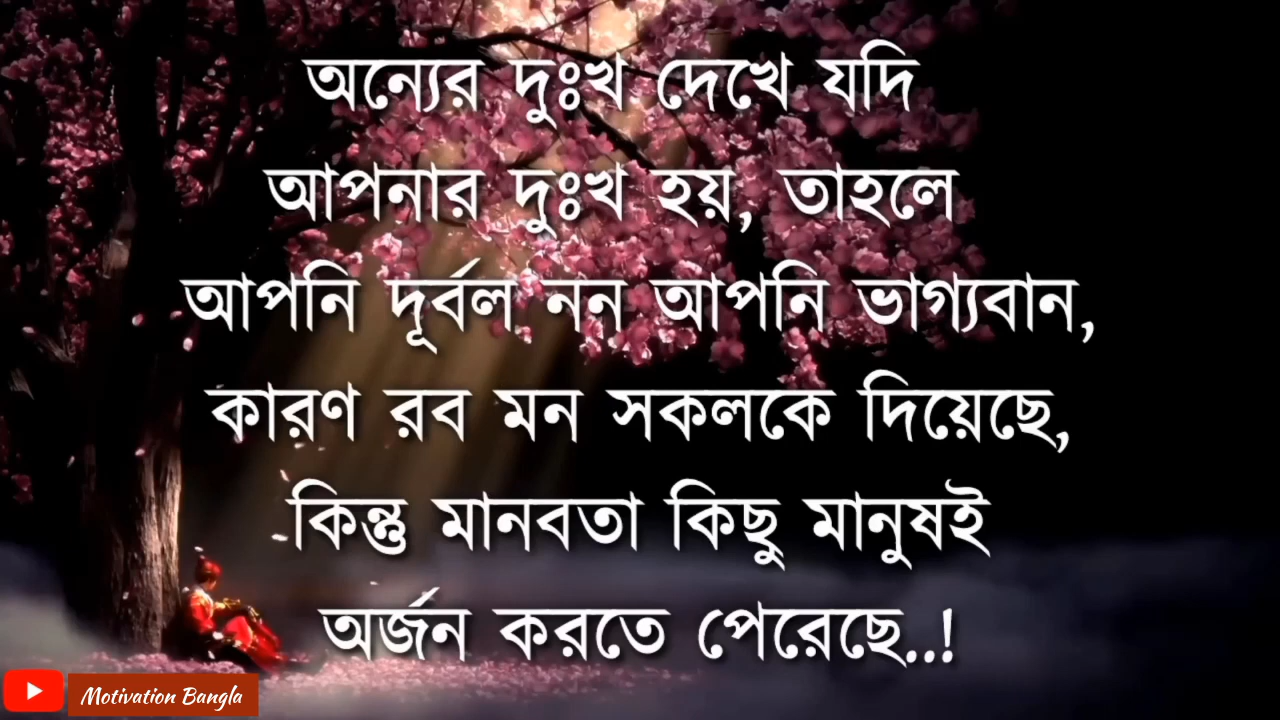 অন্যের দুঃখ দেখে যদি
আপনার দুঃখ হয়, তাহলে
আপনি দূর্বল নন আপনি ভাগ্যবান,
কারণ রব মন সকলকে দিয়েছে,
কিন্তু মানবতা কিছু মানুষই
অর্জন করতে পেরেছে..!
Motivation Bangla